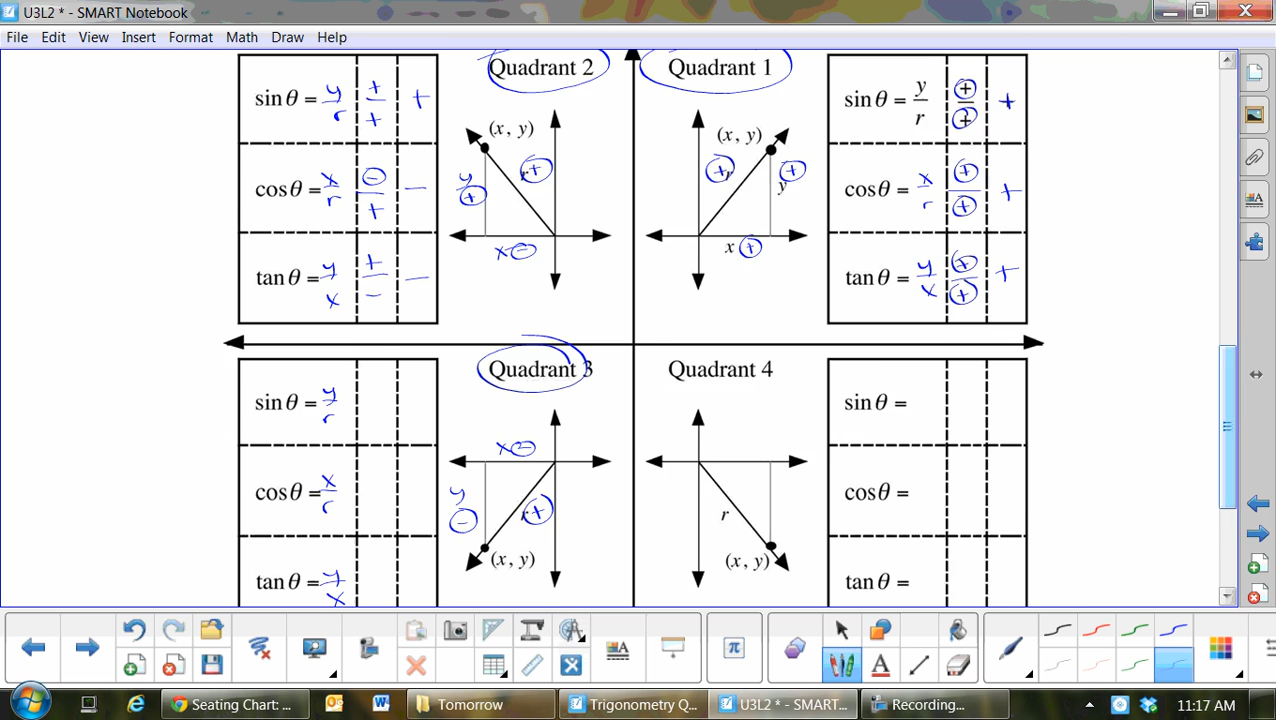 U3L2 * - SMART Notebook
File Edit View Insert Format Math Draw Help
Quadrant 2
sin θ = y/r +/+ +
cos θ = x/r -/+ -
tan θ = y/x +/- -
(x, y)
y +
r +
x -
Quadrant 1
(x, y)
r +
y +
x +
sin θ = y/r +/+ +
cos θ = x/r +/+ +
tan θ = y/x +/+ +
Quadrant 3
sin θ = y/r
cos θ = x/r
tan θ = y/x
x -
y -
r +
(x, y)
Quadrant 4
r
(x, y)
sin θ =
cos θ =
tan θ =
π
A
Seating Chart: ...
Tomorrow
Trigonometry Q...
U3L2 * - SMART...
Recording...
11:17 AM